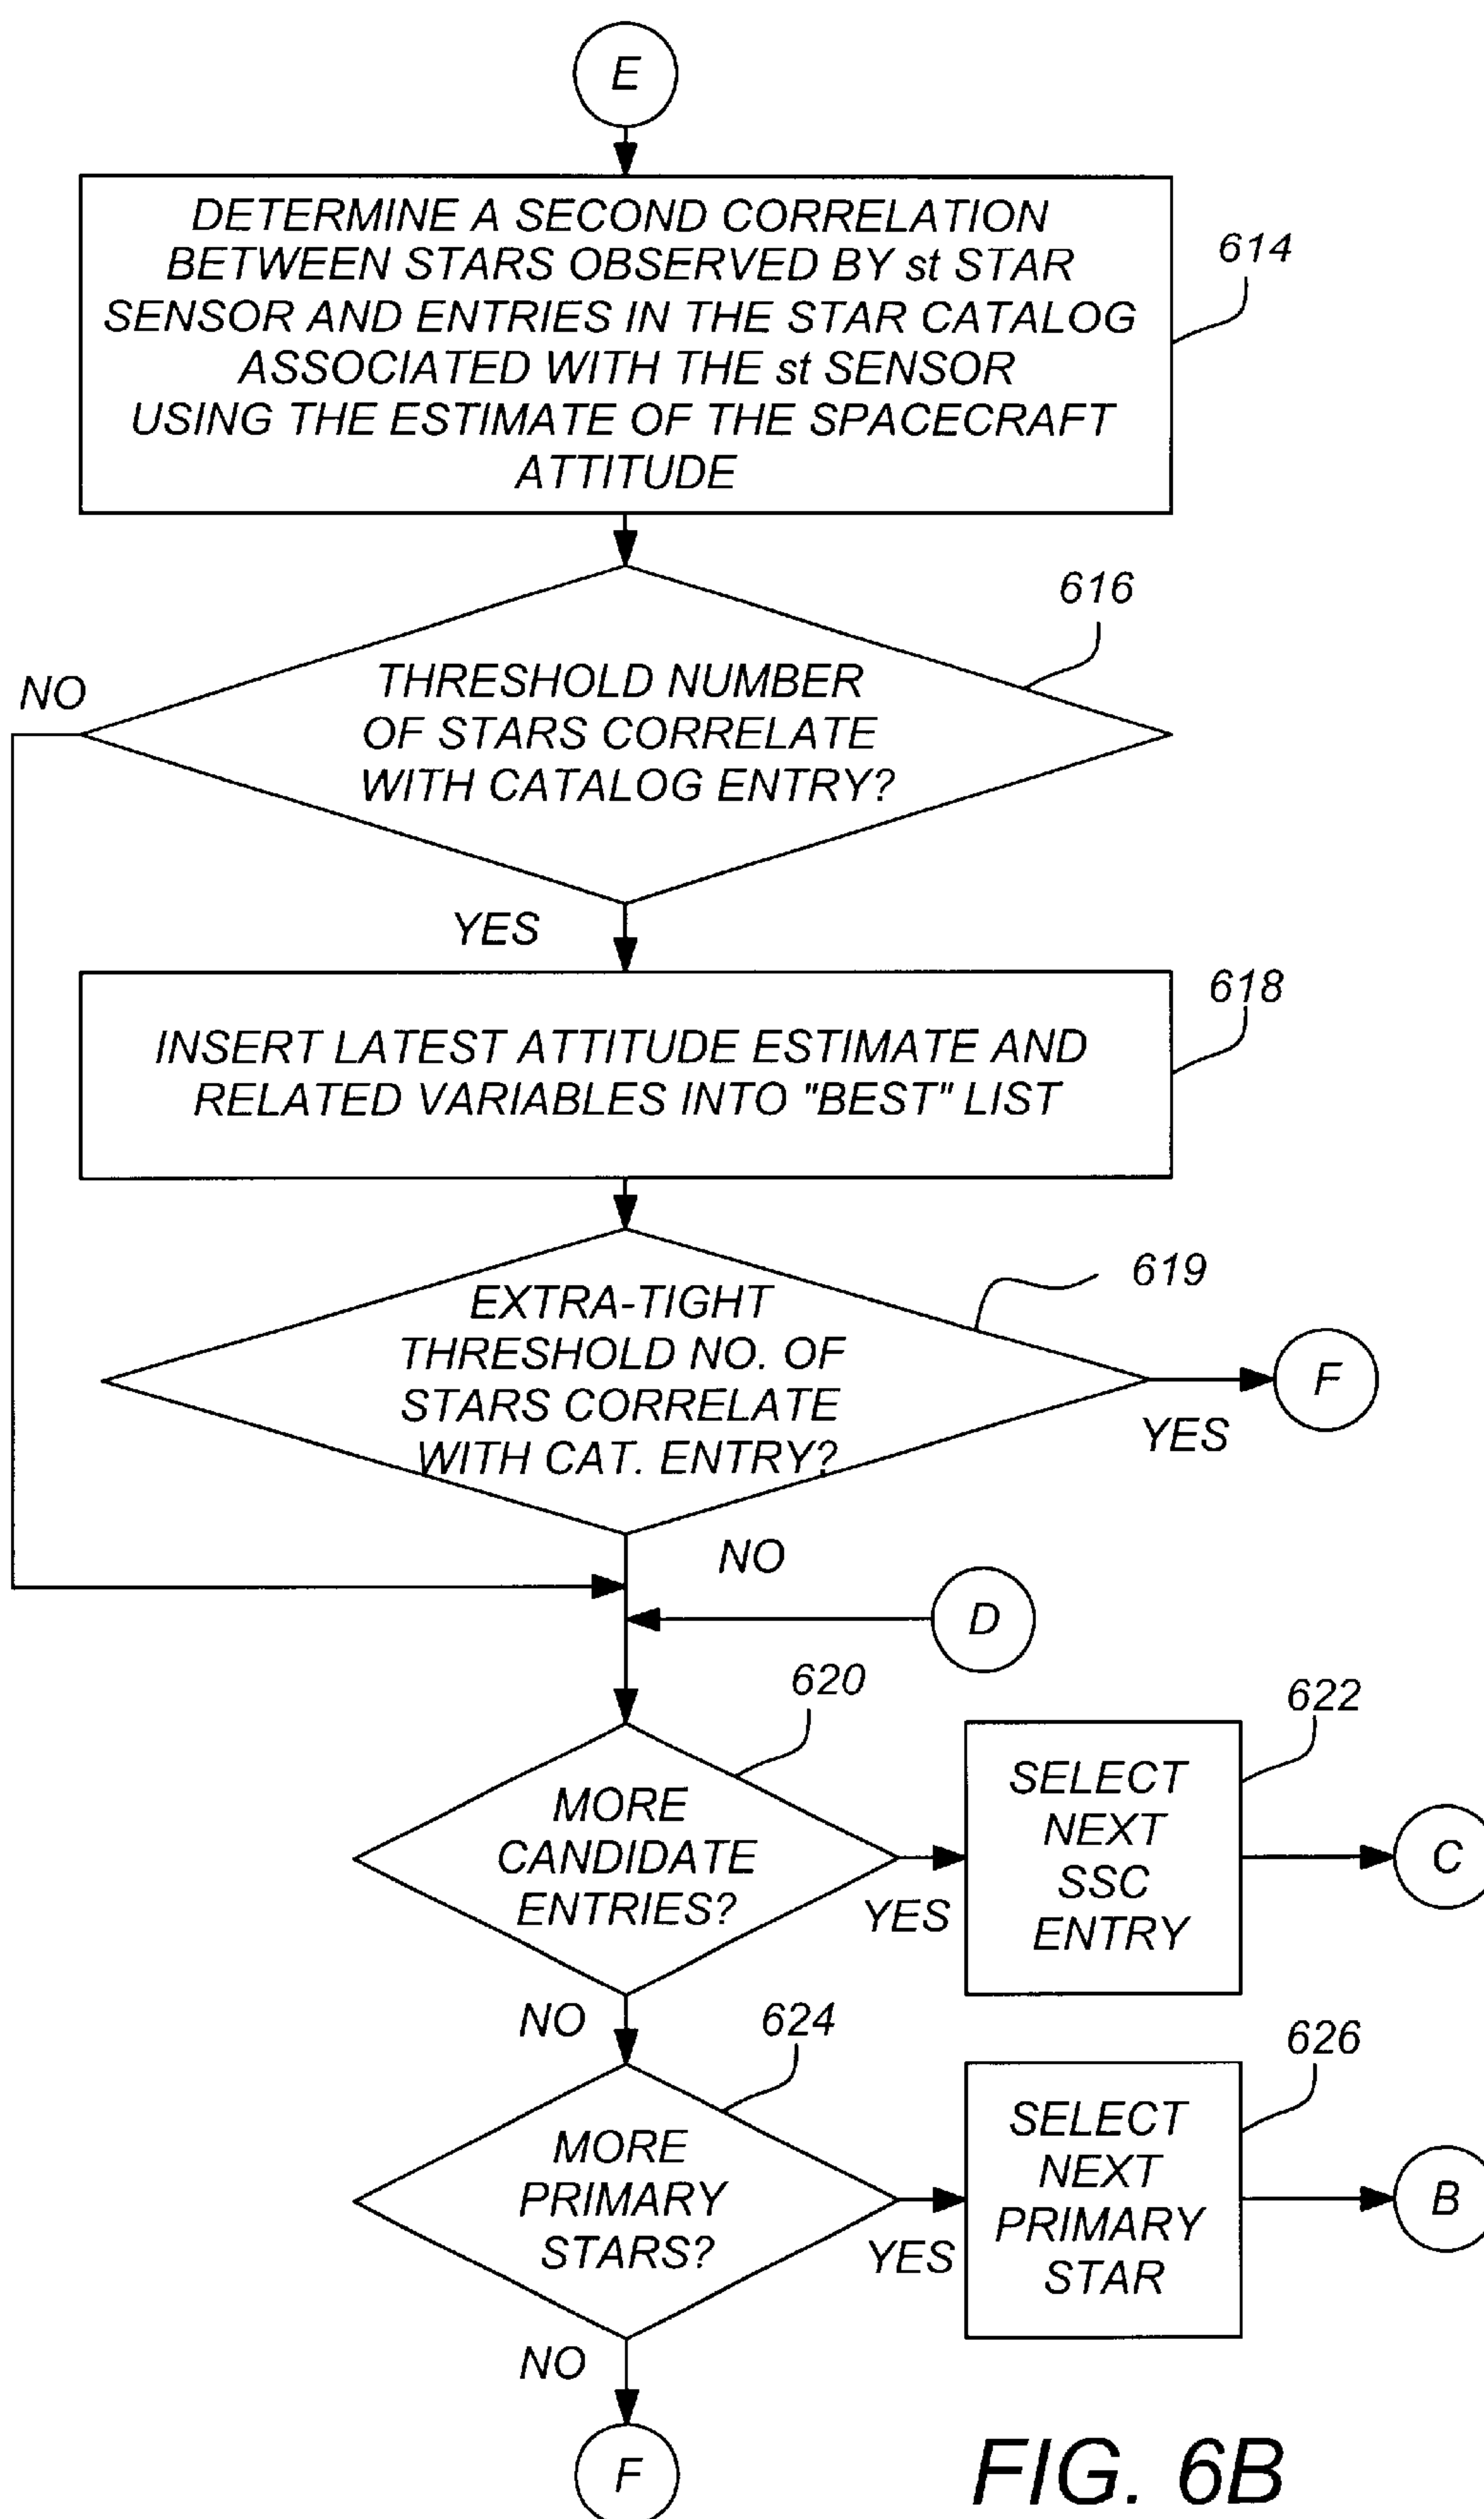 E
DETERMINE A SECOND CORRELATION
BETWEEN STARS OBSERVED BY st STAR
SENSOR AND ENTRIES IN THE STAR CATALOG
ASSOCIATED WITH THE st SENSOR
USING THE ESTIMATE OF THE SPACECRAFT
ATTITUDE
614
616
THRESHOLD NUMBER
OF STARS CORRELATE
WITH CATALOG ENTRY?
NO
YES
618
INSERT LATEST ATTITUDE ESTIMATE AND
RELATED VARIABLES INTO "BEST" LIST
619
EXTRA-TIGHT
THRESHOLD NO. OF
STARS CORRELATE
WITH CAT. ENTRY?
F
YES
NO
D
620
MORE
CANDIDATE
ENTRIES?
YES
622
SELECT
NEXT
SSC
ENTRY
C
NO
624
MORE
PRIMARY
STARS?
YES
626
SELECT
NEXT
PRIMARY
STAR
B
NO
F
FIG. 6B